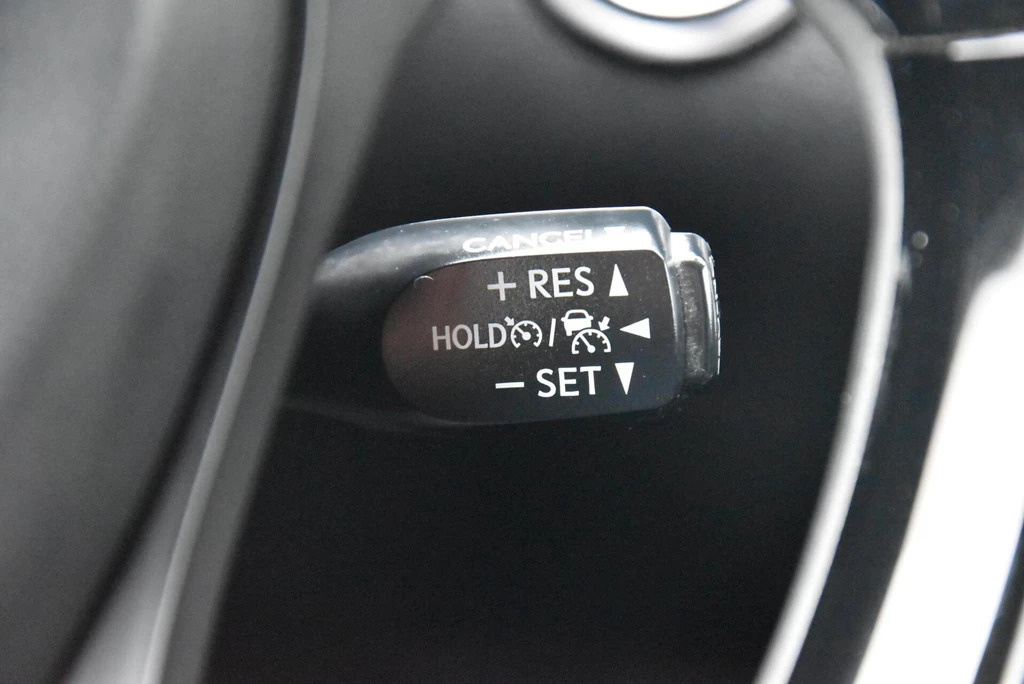 CANCEL
+ RES ▲
HOLD / ◀
− SET ▼